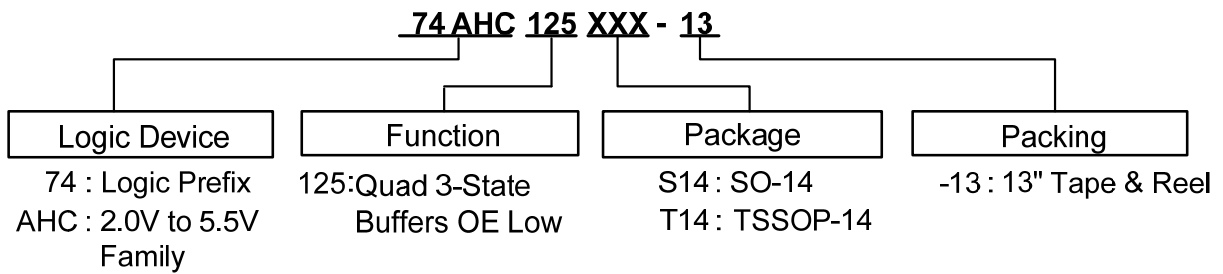 74 AHC 125 XXX - 13
Logic Device
74 : Logic Prefix
AHC : 2.0V to 5.5V
Family
Function
125:Quad 3-State
Buffers OE Low
Package
S14 : SO-14
T14 : TSSOP-14
Packing
-13 : 13" Tape & Reel